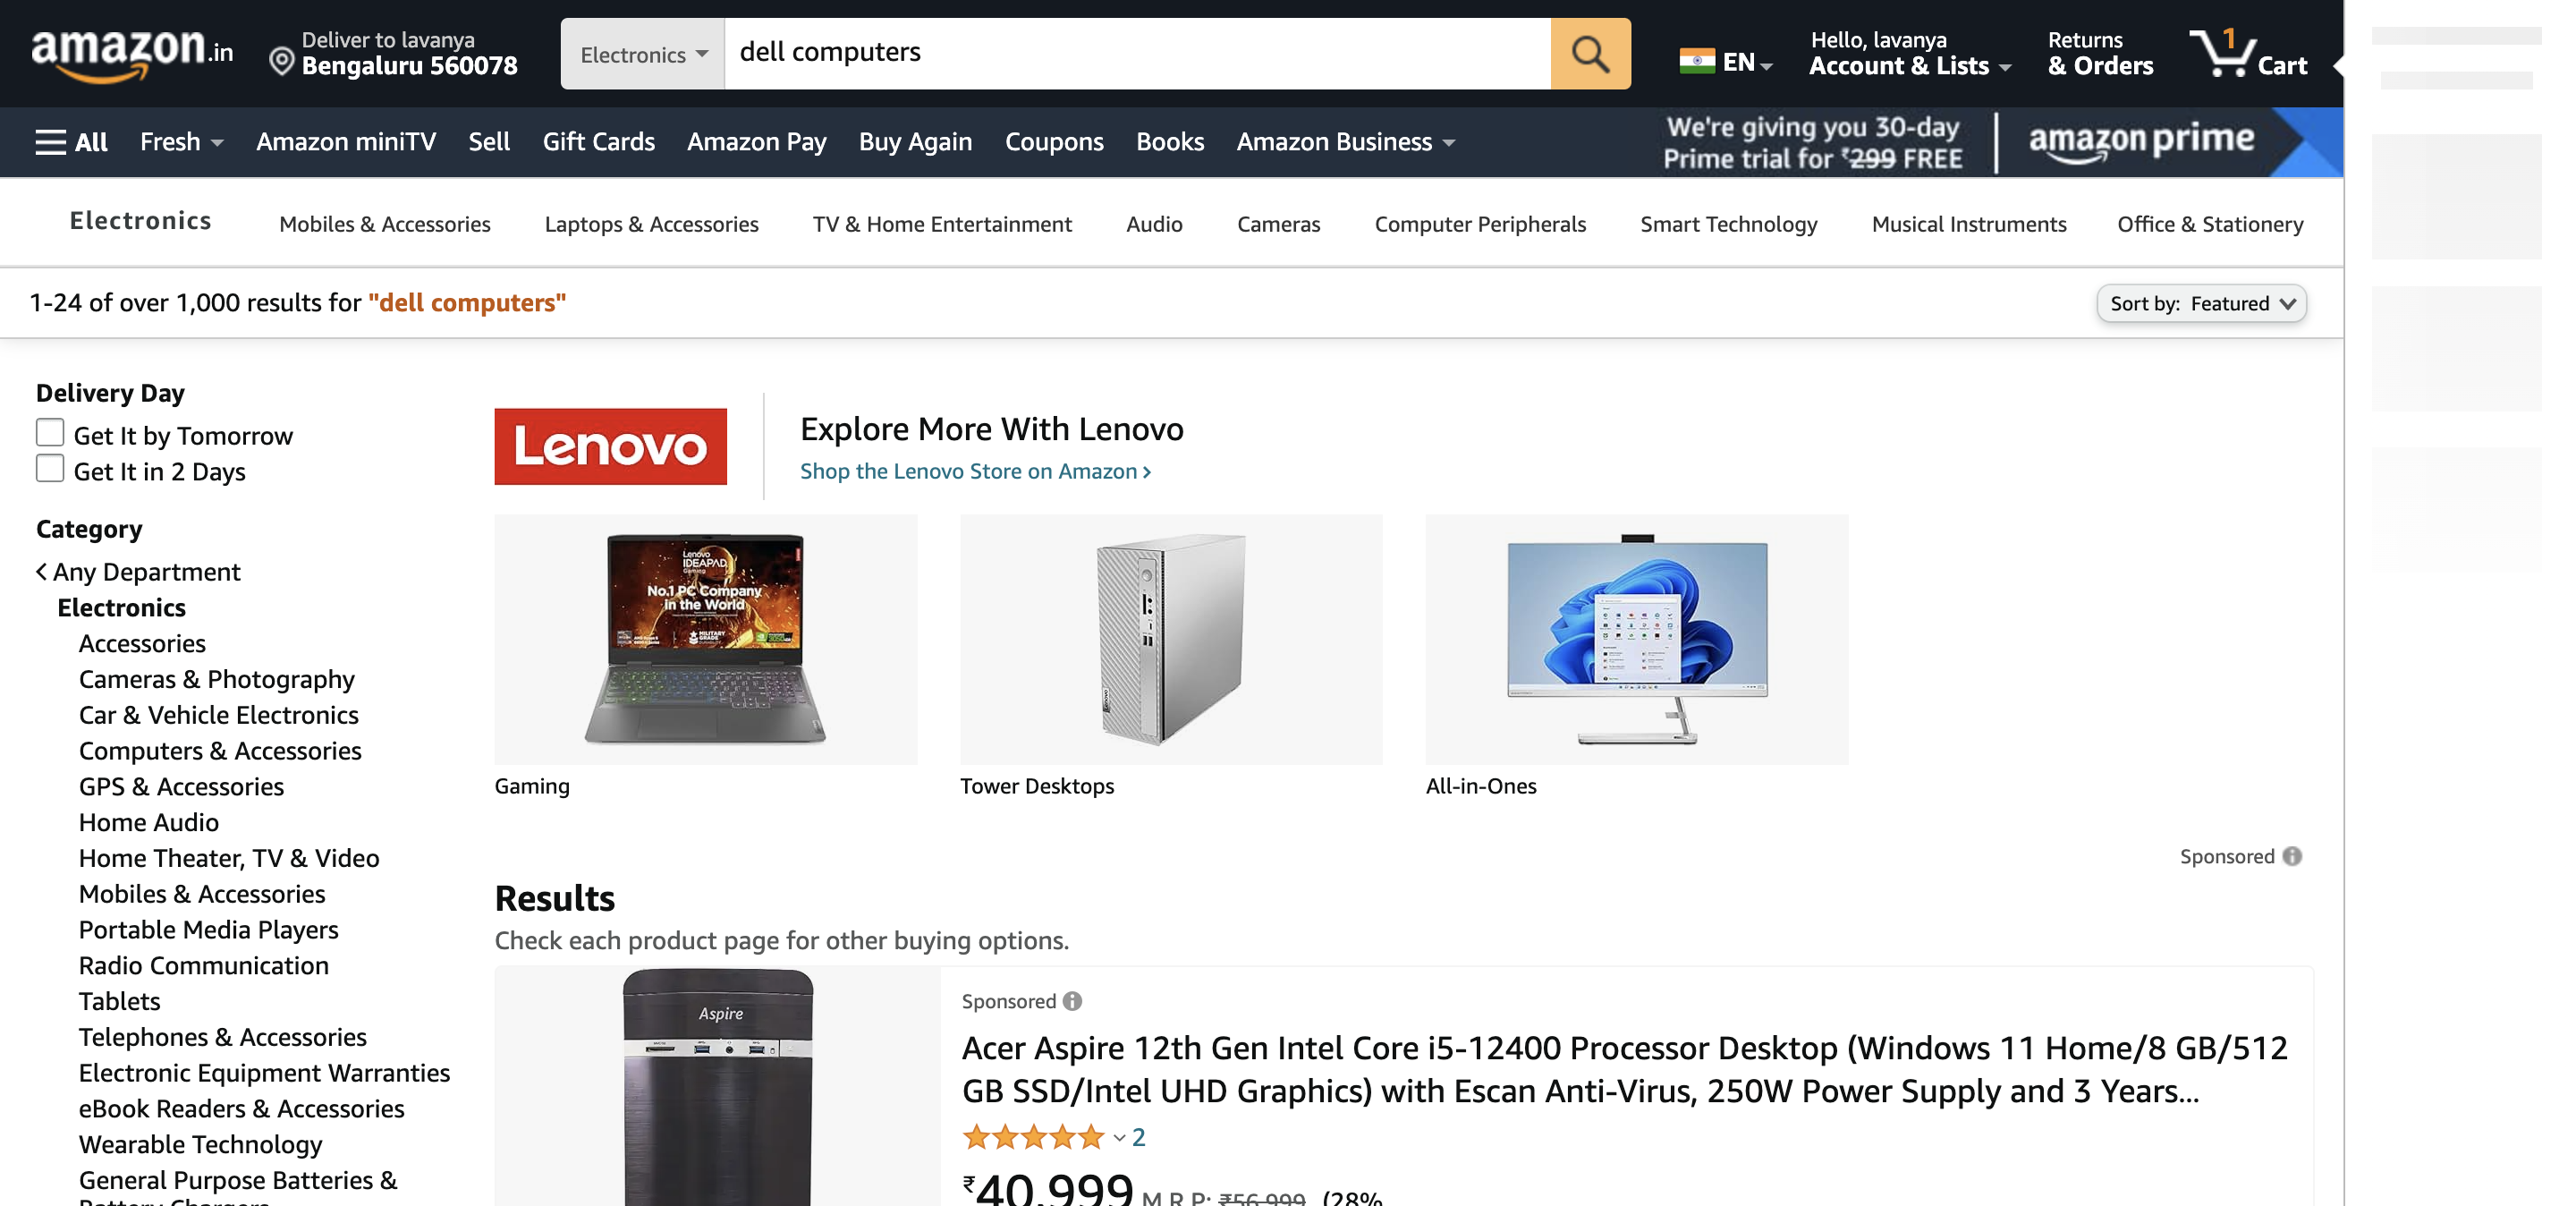 amazon.in
Deliver to lavanya
Bengaluru 560078
Electronics
dell computers
EN
Hello, lavanya
Account & Lists
Returns
& Orders
1
Cart
All
Fresh
Amazon miniTV
Sell
Gift Cards
Amazon Pay
Buy Again
Coupons
Books
Amazon Business
We're giving you 30-day
Prime trial for ₹299 FREE
amazon prime
Electronics
Mobiles & Accessories
Laptops & Accessories
TV & Home Entertainment
Audio
Cameras
Computer Peripherals
Smart Technology
Musical Instruments
Office & Stationery
1-24 of over 1,000 results for "dell computers"
Sort by: Featured
Delivery Day
Get It by Tomorrow
Get It in 2 Days
Category
Any Department
Electronics
Accessories
Cameras & Photography
Car & Vehicle Electronics
Computers & Accessories
GPS & Accessories
Home Audio
Home Theater, TV & Video
Mobiles & Accessories
Portable Media Players
Radio Communication
Tablets
Telephones & Accessories
Electronic Equipment Warranties
eBook Readers & Accessories
Wearable Technology
General Purpose Batteries &
Battery Chargers
Lenovo
Explore More With Lenovo
Shop the Lenovo Store on Amazon ›
Lenovo
IDEAPAD
Gaming
No.1 PC Company
in the World
MILITARY
GRADE
Gaming
Lenovo
Tower Desktops
All-in-Ones
Sponsored
Results
Check each product page for other buying options.
Aspire
Sponsored
Acer Aspire 12th Gen Intel Core i5-12400 Processor Desktop (Windows 11 Home/8 GB/512
GB SSD/Intel UHD Graphics) with Escan Anti-Virus, 250W Power Supply and 3 Years...
2
₹40,999 M.R.P: ₹56,999 (28%